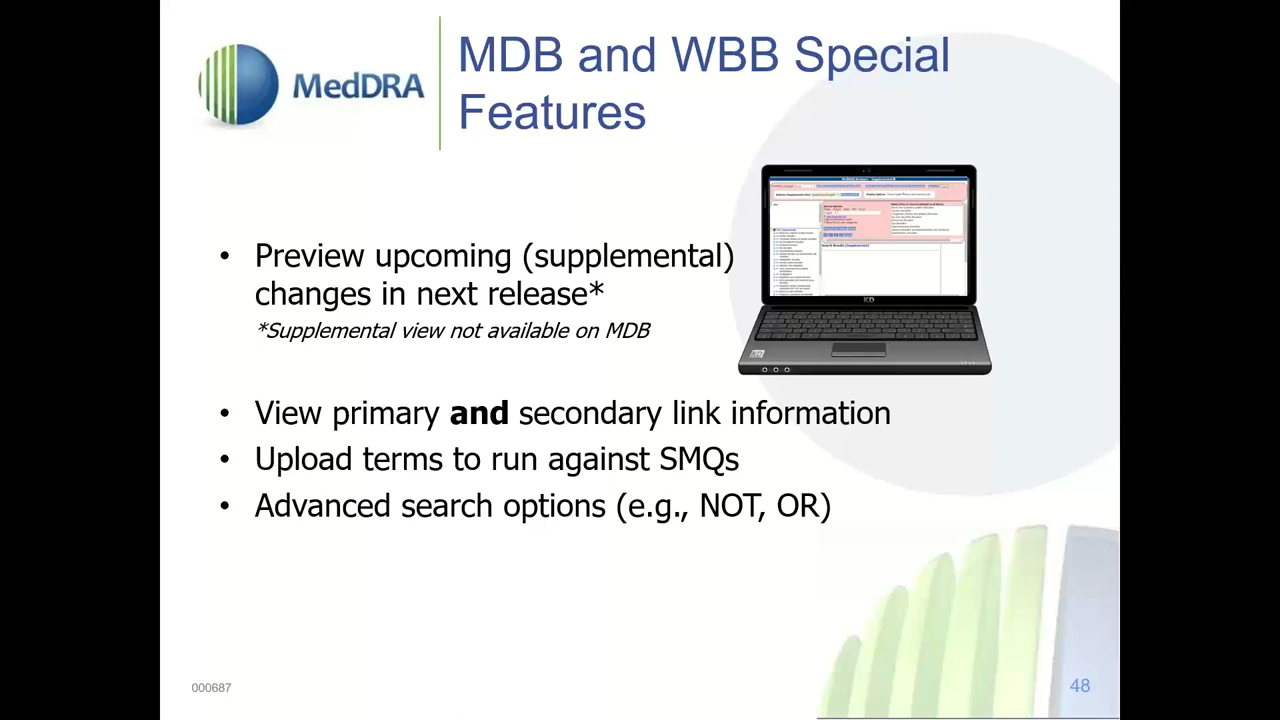 MedDRA
MDB and WBB Special
Features
• Preview upcoming (supplemental)
changes in next release*
*Supplemental view not available on MDB
• View primary and secondary link information
• Upload terms to run against SMQs
• Advanced search options (e.g., NOT, OR)
000687
48